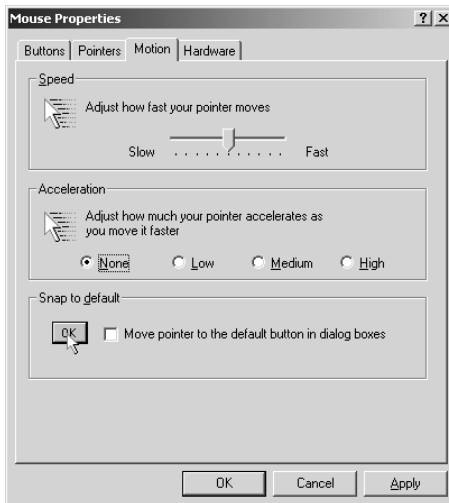 Mouse Properties
? ×
Buttons Pointers Motion Hardware
Speed
Adjust how fast your pointer moves
Slow Fast
Acceleration
Adjust how much your pointer accelerates as
you move it faster
None Low Medium High
Snap to default
OK Move pointer to the default button in dialog boxes
OK Cancel Apply